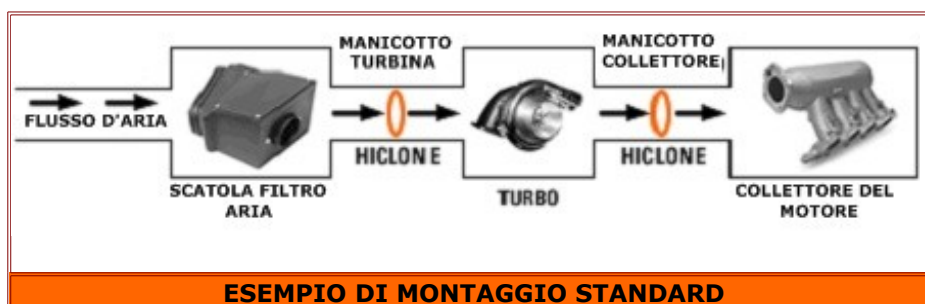 MANICOTTO
TURBINA
MANICOTTO
COLLETTORE
FLUSSO D'ARIA
HICLONE
HICLONE
SCATOLA FILTRO
ARIA
TURBO
COLLETTORE DEL
MOTORE
ESEMPIO DI MONTAGGIO STANDARD